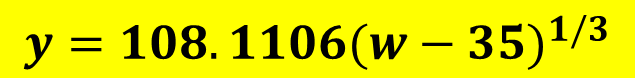 y = 108.1106(w − 35)^{1/3}